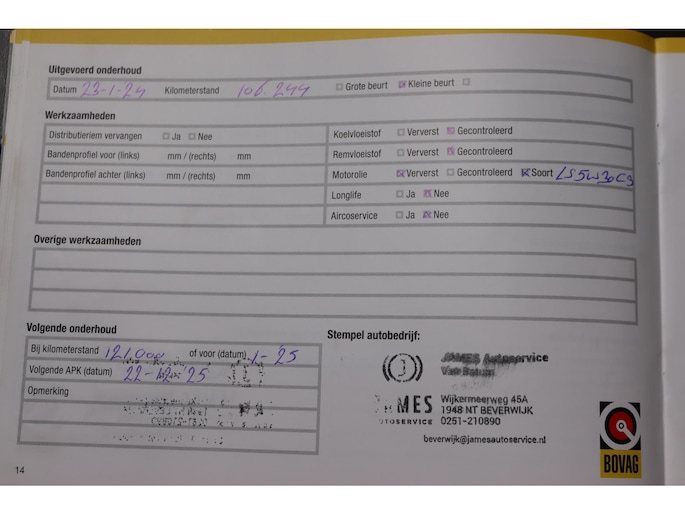 Uitgevoerd onderhoud
Datum 23-1-24 Kilometerstand 106.244 Grote beurt Kleine beurt
Werkzaamheden
Distributieriem vervangen Ja Nee
Bandenprofiel voor (links) mm / (rechts) mm
Bandenprofiel achter (links) mm / (rechts) mm
Koelvloeistof Ververst Gecontroleerd
Remvloeistof Ververst Gecontroleerd
Motorolie Ververst Gecontroleerd Soort LS5W30C3
Longlife Ja Nee
Aircoservice Ja Nee
Overige werkzaamheden
Volgende onderhoud
Bij kilometerstand 121.000 of voor (datum) 1-'25
Volgende APK (datum) 22-12-'25
Opmerking
Stempel autobedrijf:
JAMES Autoservice
JAMES
AUTOSERVICE
Wijkermeerweg 45A
1948 NT BEVERWIJK
0251-210890
beverwijk@jamesautoservice.nl
BOVAG
14